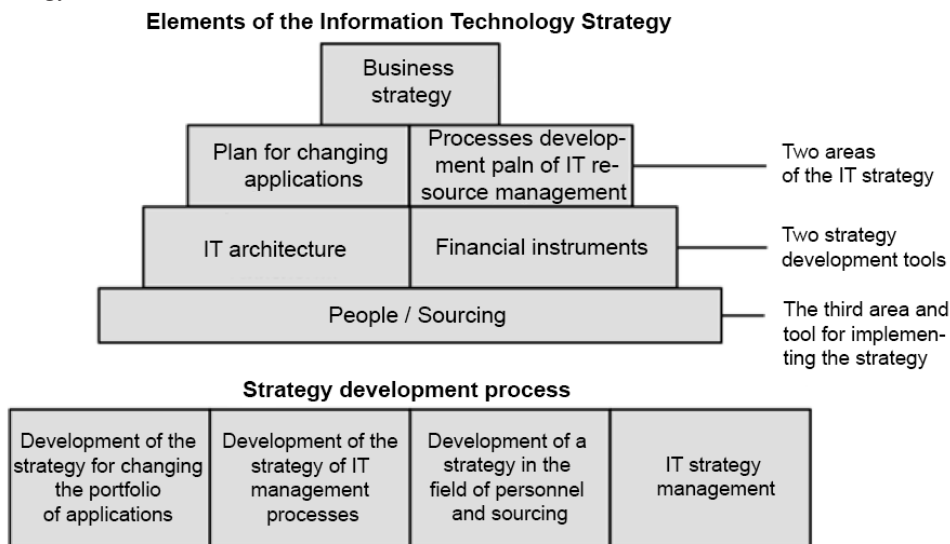 Elements of the Information Technology Strategy
Business
strategy
Plan for changing
applications
Processes develop-
ment paln of IT re-
source management
Two areas
of the IT strategy
IT architecture
Financial instruments
Two strategy
development tools
People / Sourcing
The third area and
tool for implemen-
ting the strategy
Strategy development process
Development of the
strategy for changing
the portfolio
of applications
Development of the
strategy of IT
management
processes
Development of a
strategy in the
field of personnel
and sourcing
IT strategy
management